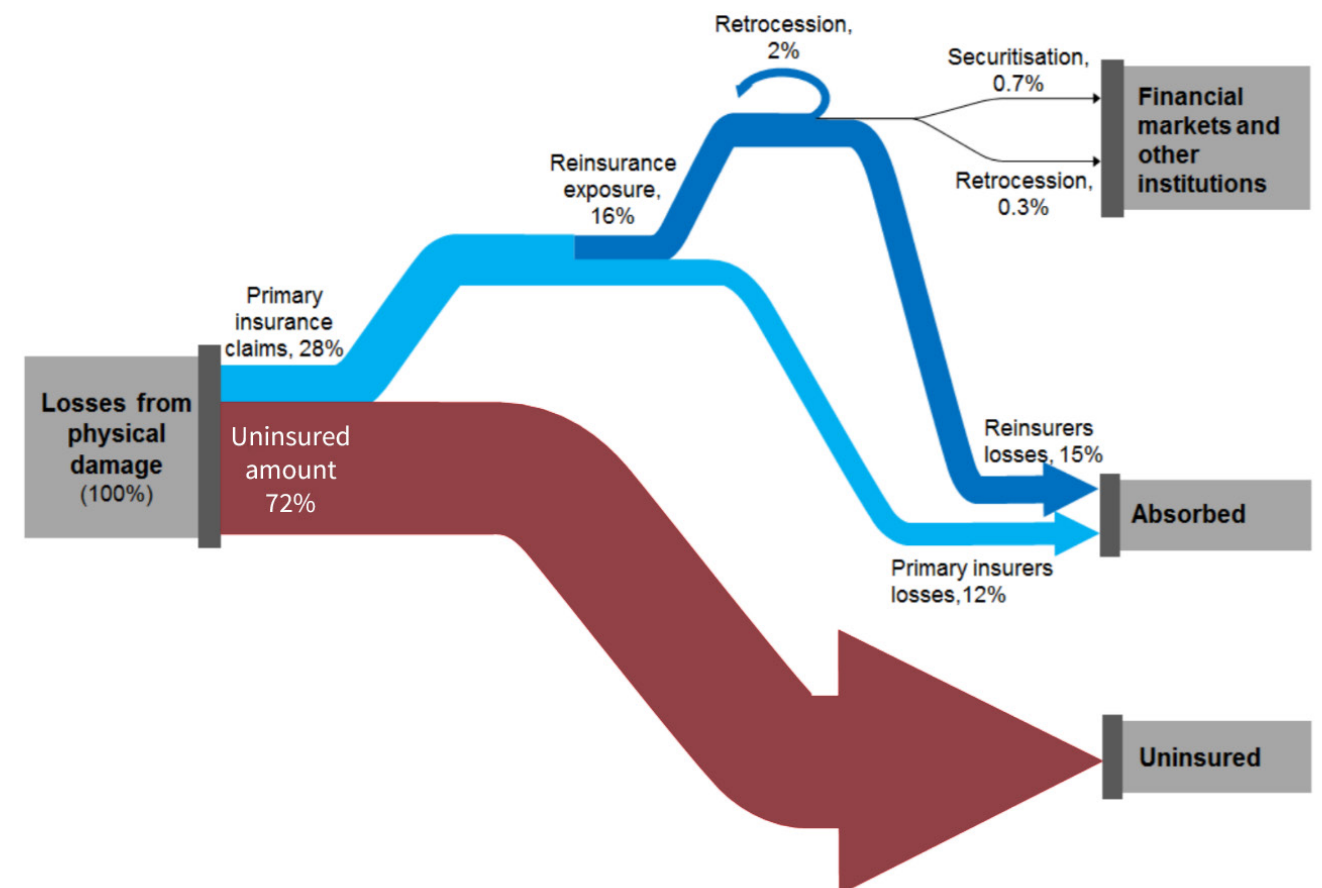 Retrocession,
2%
Securitisation,
0.7%
Financial
markets and
other
institutions
Retrocession,
0.3%
Reinsurance
exposure,
16%
Primary
insurance
claims, 28%
Losses from
physical
damage
(100%)
Uninsured
amount
72%
Reinsurers
losses, 15%
Absorbed
Primary insurers
losses,12%
Uninsured